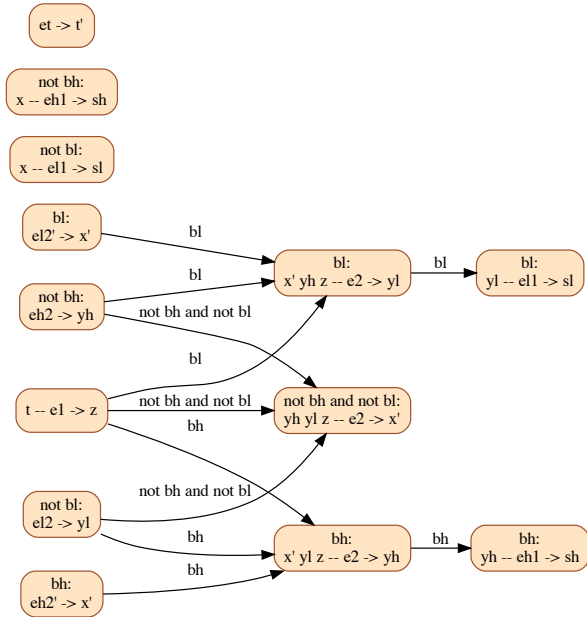 et -> t'
not bh:
x -- eh1 -> sh
not bl:
x -- el1 -> sl
bl:
el2' -> x'
bl
bl:
x' yh z -- e2 -> yl
bl
bl:
yl -- el1 -> sl
not bh:
eh2 -> yh
bl
not bh and not bl
bl
t -- e1 -> z
not bh and not bl
bh
not bh and not bl:
yh yl z -- e2 -> x'
not bl:
el2 -> yl
not bh and not bl
bh
bh:
x' yl z -- e2 -> yh
bh
bh:
yh -- eh1 -> sh
bh:
eh2' -> x'
bh